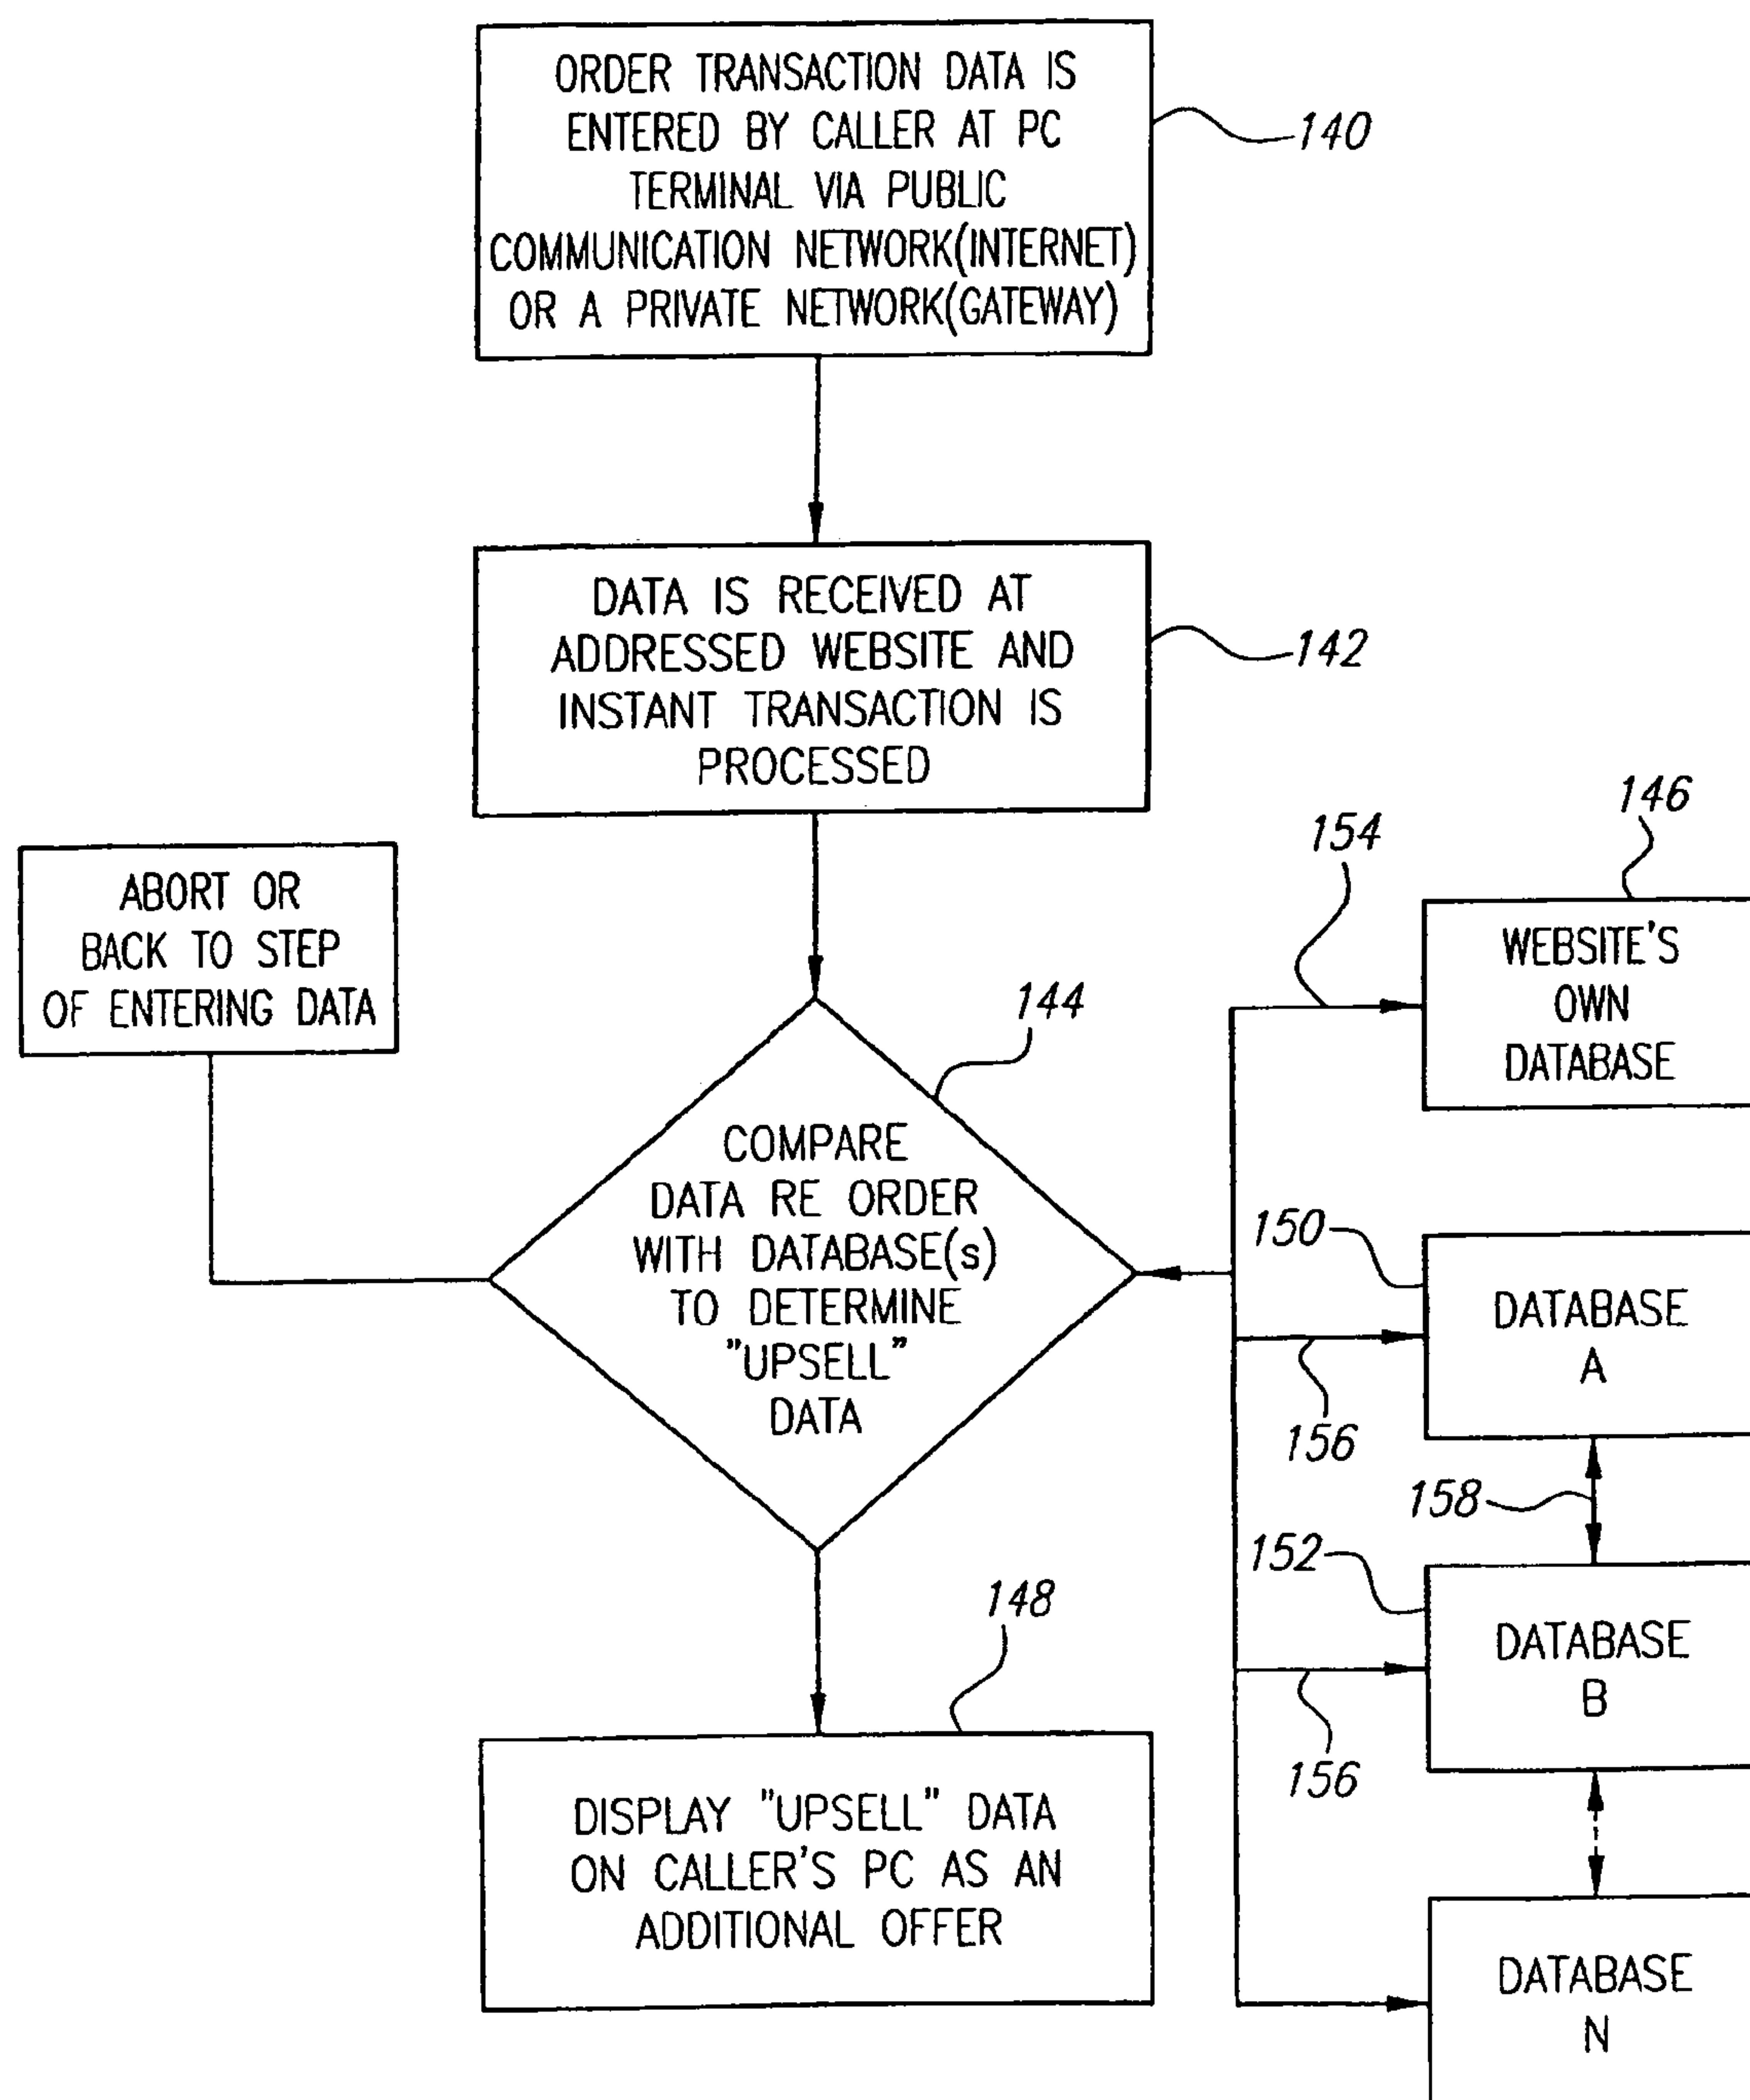 ORDER TRANSACTION DATA IS
ENTERED BY CALLER AT PC
TERMINAL VIA PUBLIC
COMMUNICATION NETWORK(INTERNET)
OR A PRIVATE NETWORK(GATEWAY)
140
DATA IS RECEIVED AT
ADDRESSED WEBSITE AND
INSTANT TRANSACTION IS
PROCESSED
142
ABORT OR
BACK TO STEP
OF ENTERING DATA
144
COMPARE
DATA RE ORDER
WITH DATABASE(s)
TO DETERMINE
"UPSELL"
DATA
154
146
WEBSITE'S
OWN
DATABASE
150
DATABASE
A
156
158
152
DATABASE
B
156
148
DISPLAY "UPSELL" DATA
ON CALLER'S PC AS AN
ADDITIONAL OFFER
DATABASE
N